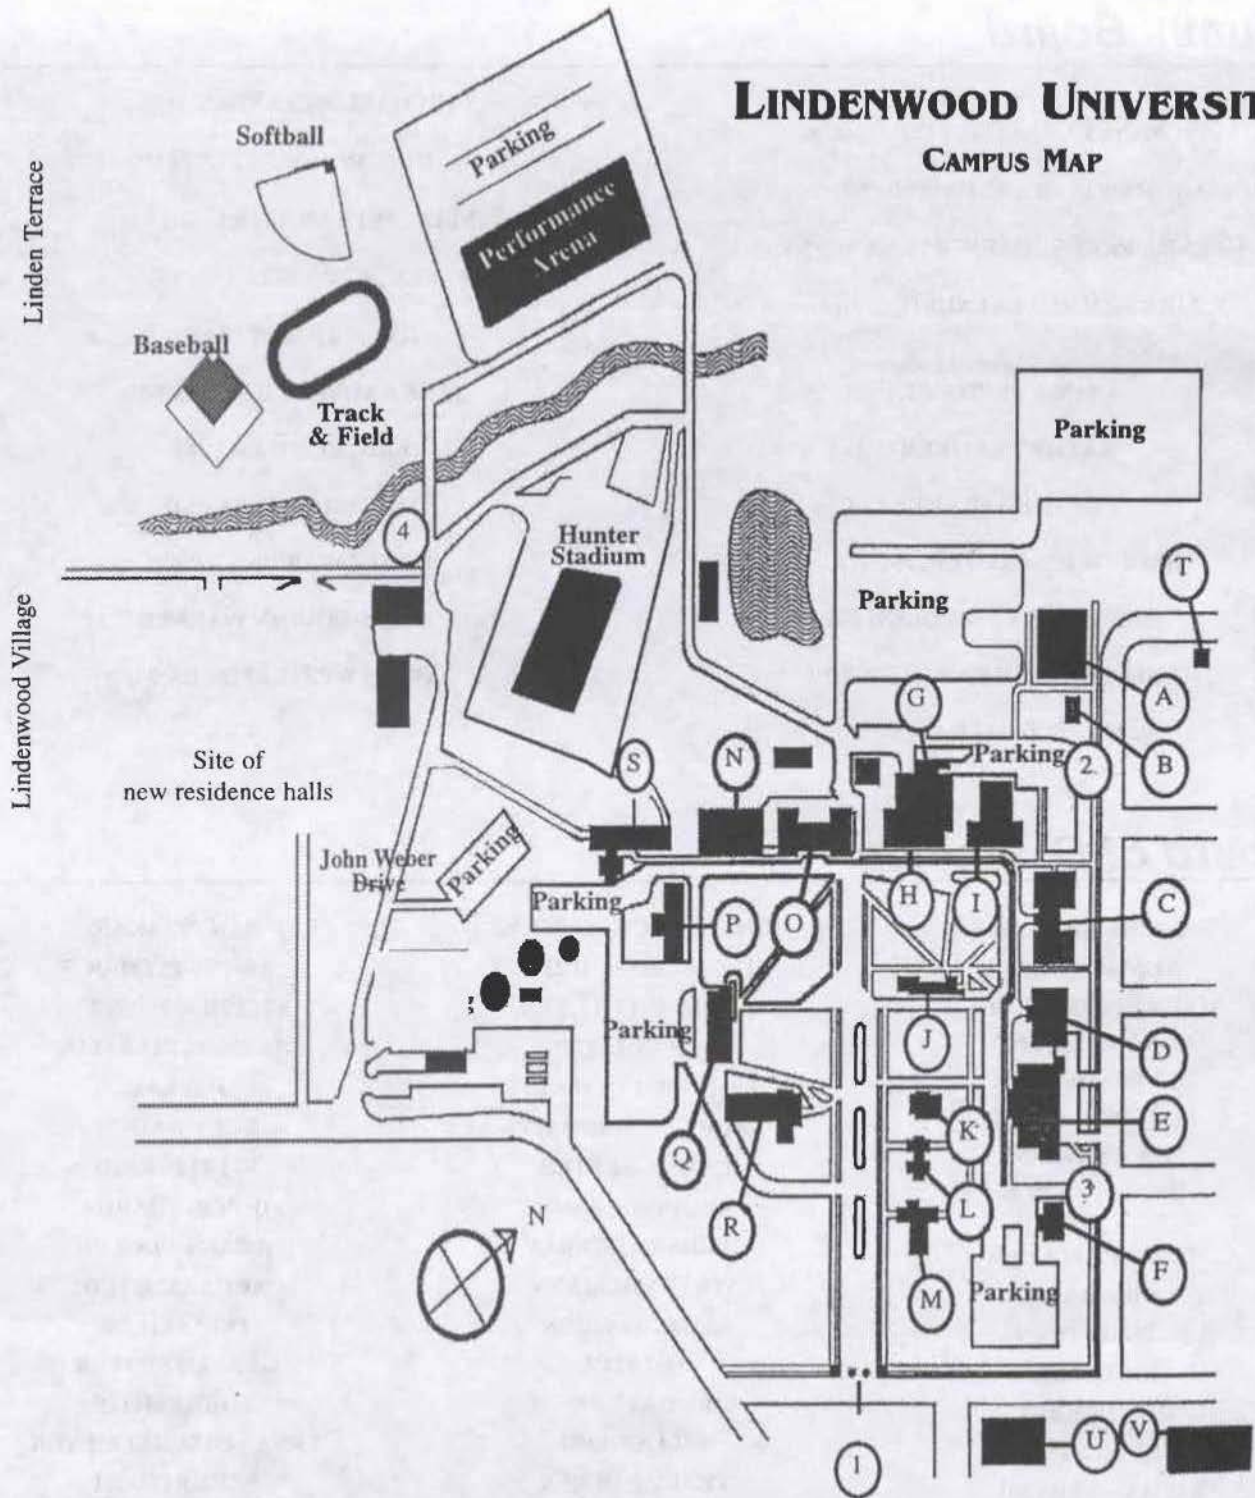 LINDENWOOD UNIVERSIT
CAMPUS MAP
Softball
Parking
Performance
Arena
Linden Terrace
Baseball
Track
& Field
Parking
4
Hunter
Stadium
Parking
T
Lindenwood Village
A
G
B
2
Parking
Site of
new residence halls
S
N
John Weber
Drive
Parking
Parking
P
O
H
I
C
Parking
J
D
K
E
Q
R
L
3
N
M
F
Parking
1
U
V